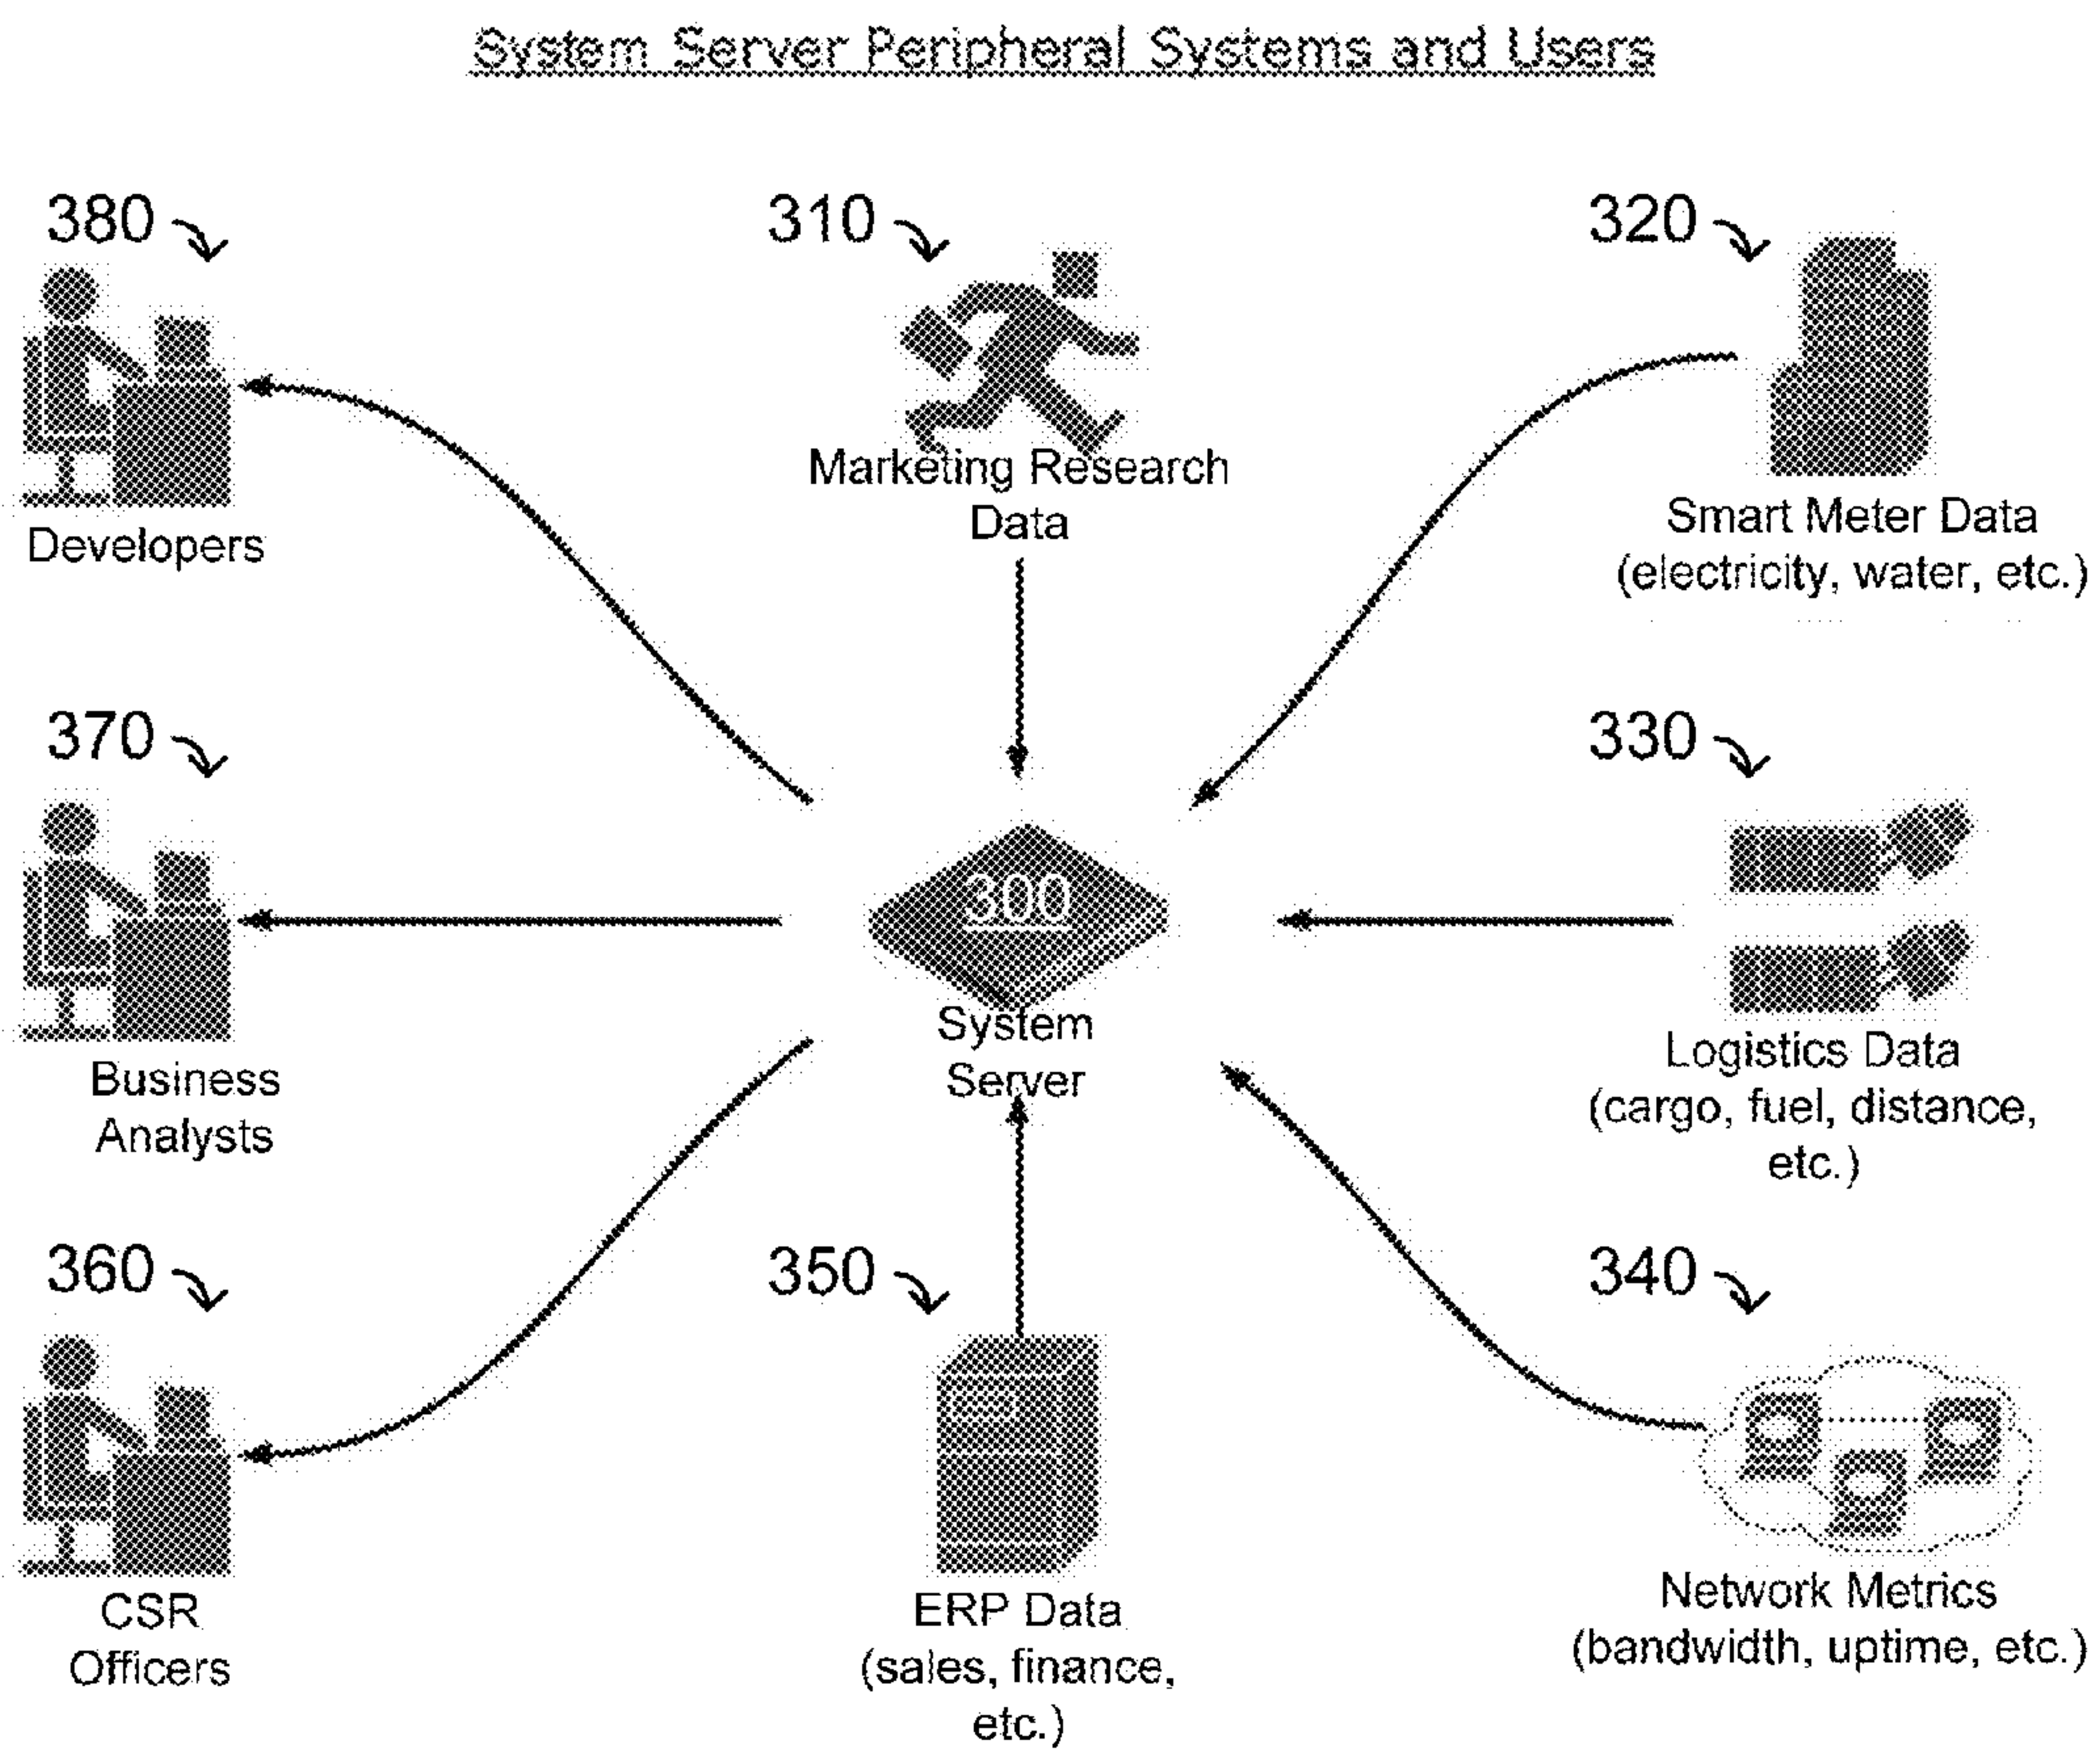 System Server Peripheral Systems and Users
380
310
320
Developers
Marketing Research
Data
Smart Meter Data
(electricity, water, etc.)
370
330
300
System
Server
Business
Analysts
Logistics Data
(cargo, fuel, distance,
etc.)
360
350
340
CSR
Officers
ERP Data
(sales, finance,
etc.)
Network Metrics
(bandwidth, uptime, etc.)